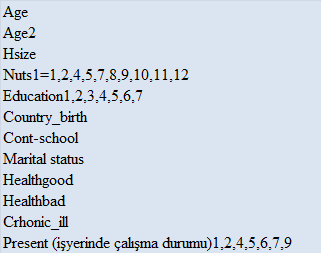 Age
Age2
Hsize
Nuts1=1,2,4,5,7,8,9,10,11,12
Education1,2,3,4,5,6,7
Country_birth
Cont-school
Marital status
Healthgood
Healthbad
Crhonic_ill
Present (işyerinde çalışma durumu)1,2,4,5,6,7,9